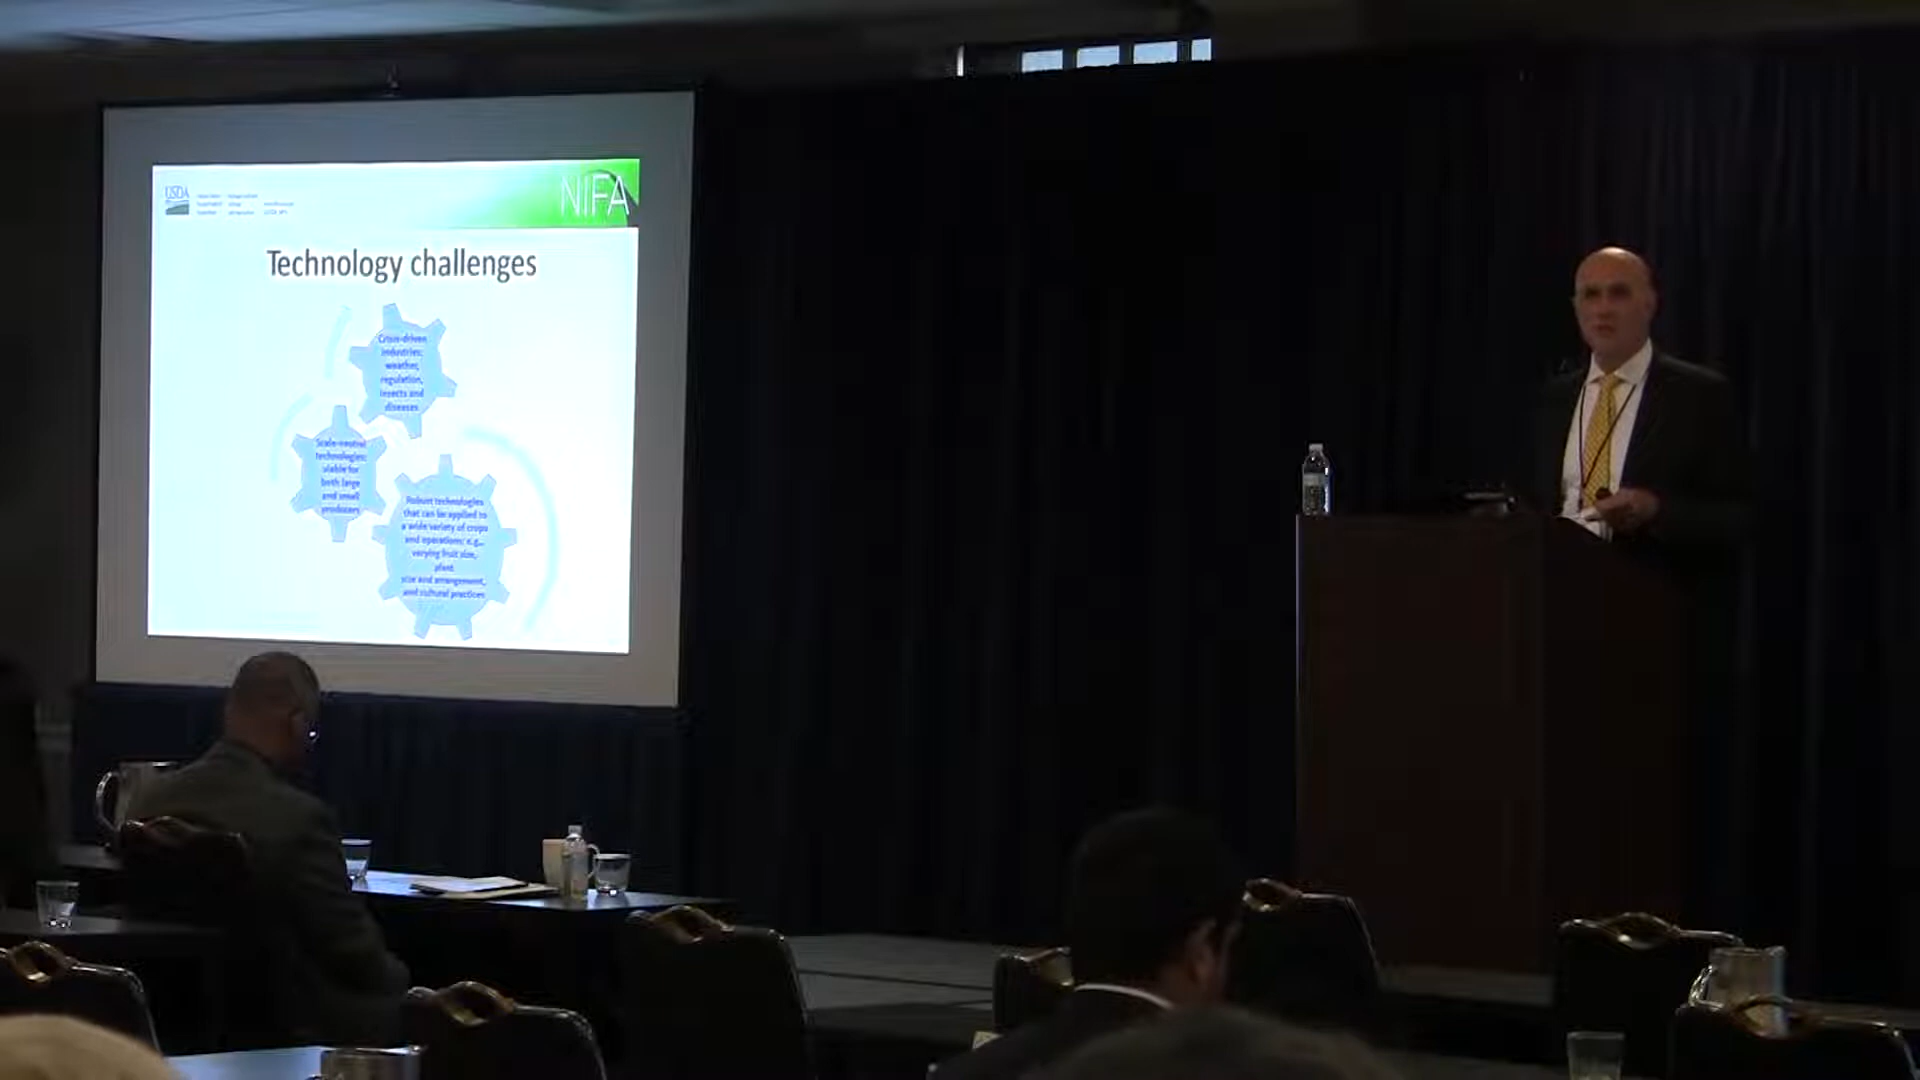 USDA
NIFA
Technology challenges
Crisis-driven
industries:
weather,
regulation,
insects and
diseases
Scale-neutral
technologies:
viable for
both large
and small
producers
Robust technologies
that can be applied to
a wide variety of crops
and operations: e.g.,
varying fruit size,
plant
size and arrangement,
and cultural practices